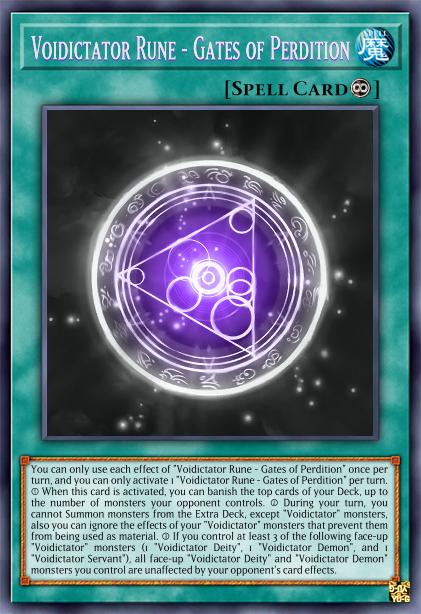 Voidictator Rune - Gates of Perdition
SPELL
魔
[Spell Card ♾]
You can only use each effect of "Voidictator Rune - Gates of Perdition" once per
turn, and you can only activate 1 "Voidictator Rune - Gates of Perdition" per turn.
① When this card is activated, you can banish the top cards of your Deck, up to
the number of monsters your opponent controls. ② During your turn, you
cannot Summon monsters from the Extra Deck, except "Voidictator" monsters,
also you can ignore the effects of your "Voidictator" monsters that prevent them
from being used as material. ③ If you control at least 3 of the following face-up
"Voidictator" monsters (1 "Voidictator Deity", 1 "Voidictator Demon", and 1
"Voidictator Servant"), all face-up "Voidictator Deity" and "Voidictator Demon"
monsters you control are unaffected by your opponent's card effects.